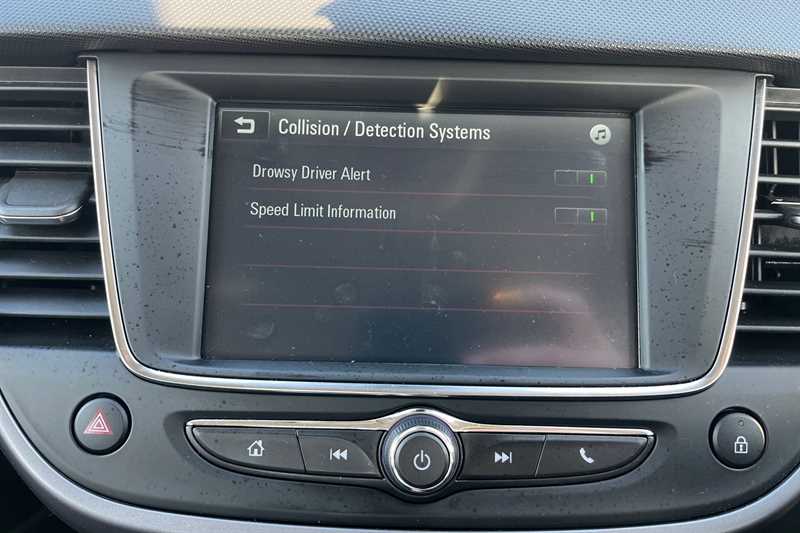 Collision / Detection Systems
Drowsy Driver Alert
Speed Limit Information